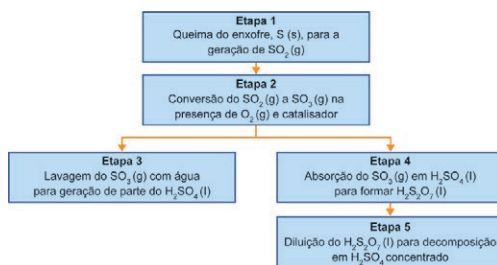 Etapa 1
Queima do enxofre, S (s), para a
geração de SO₂ (g)
Etapa 2
Conversão do SO₂ (g) a SO₃ (g) na
presença de O₂ (g) e catalisador
Etapa 3
Lavagem do SO₃ (g) com água
para geração de parte do H₂SO₄ (l)
Etapa 4
Absorção do SO₃ (g) em H₂SO₄ (l)
para formar H₂S₂O₇ (l)
Etapa 5
Diluição do H₂S₂O₇ (l) para decomposição
em H₂SO₄ concentrado